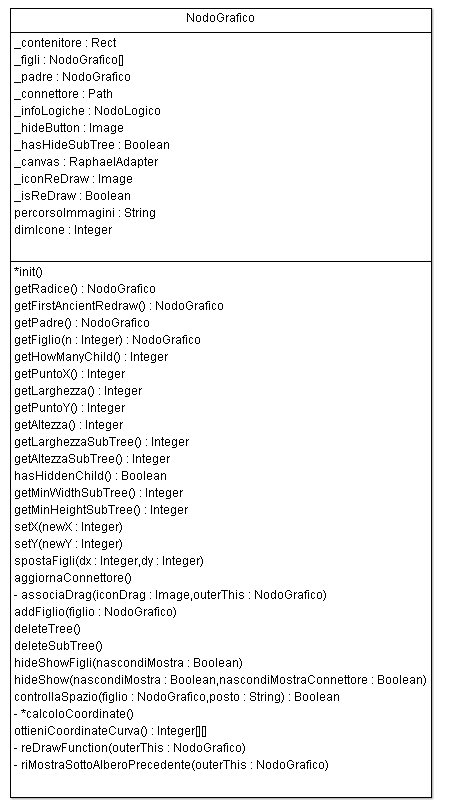 NodoGrafico
_contenitore : Rect
_figli : NodoGrafico[]
_padre : NodoGrafico
_connettore : Path
_infoLogiche : NodoLogico
_hideButton : Image
_hasHideSubTree : Boolean
_canvas : RaphaelAdapter
_iconReDraw : Image
_isReDraw : Boolean
percorsoImmagini : String
dimIcone : Integer
*init()
getRadice() : NodoGrafico
getFirstAncientRedraw() : NodoGrafico
getPadre() : NodoGrafico
getFiglio(n : Integer) : NodoGrafico
getHowManyChild() : Integer
getPuntoX() : Integer
getLarghezza() : Integer
getPuntoY() : Integer
getAltezza() : Integer
getLarghezzaSubTree() : Integer
getAltezzaSubTree() : Integer
hasHiddenChild() : Boolean
getMinWidthSubTree() : Integer
getMinHeightSubTree() : Integer
setX(newX : Integer)
setY(newY : Integer)
spostaFigli(dx : Integer,dy : Integer)
aggiornaConnettore()
- associaDrag(iconDrag : Image,outerThis : NodoGrafico)
addFiglio(figlio : NodoGrafico)
deleteTree()
deleteSubTree()
hideShowFigli(nascondiMostra : Boolean)
hideShow(nascondiMostra : Boolean,nascondiMostraConnettore : Boolean)
controllaSpazio(figlio : NodoGrafico,posto : String) : Boolean
- *calcoloCoordinate()
ottieniCoordinateCurva() : Integer[][]
- reDrawFunction(outerThis : NodoGrafico)
- riMostraSottoAlberoPrecedente(outerThis : NodoGrafico)